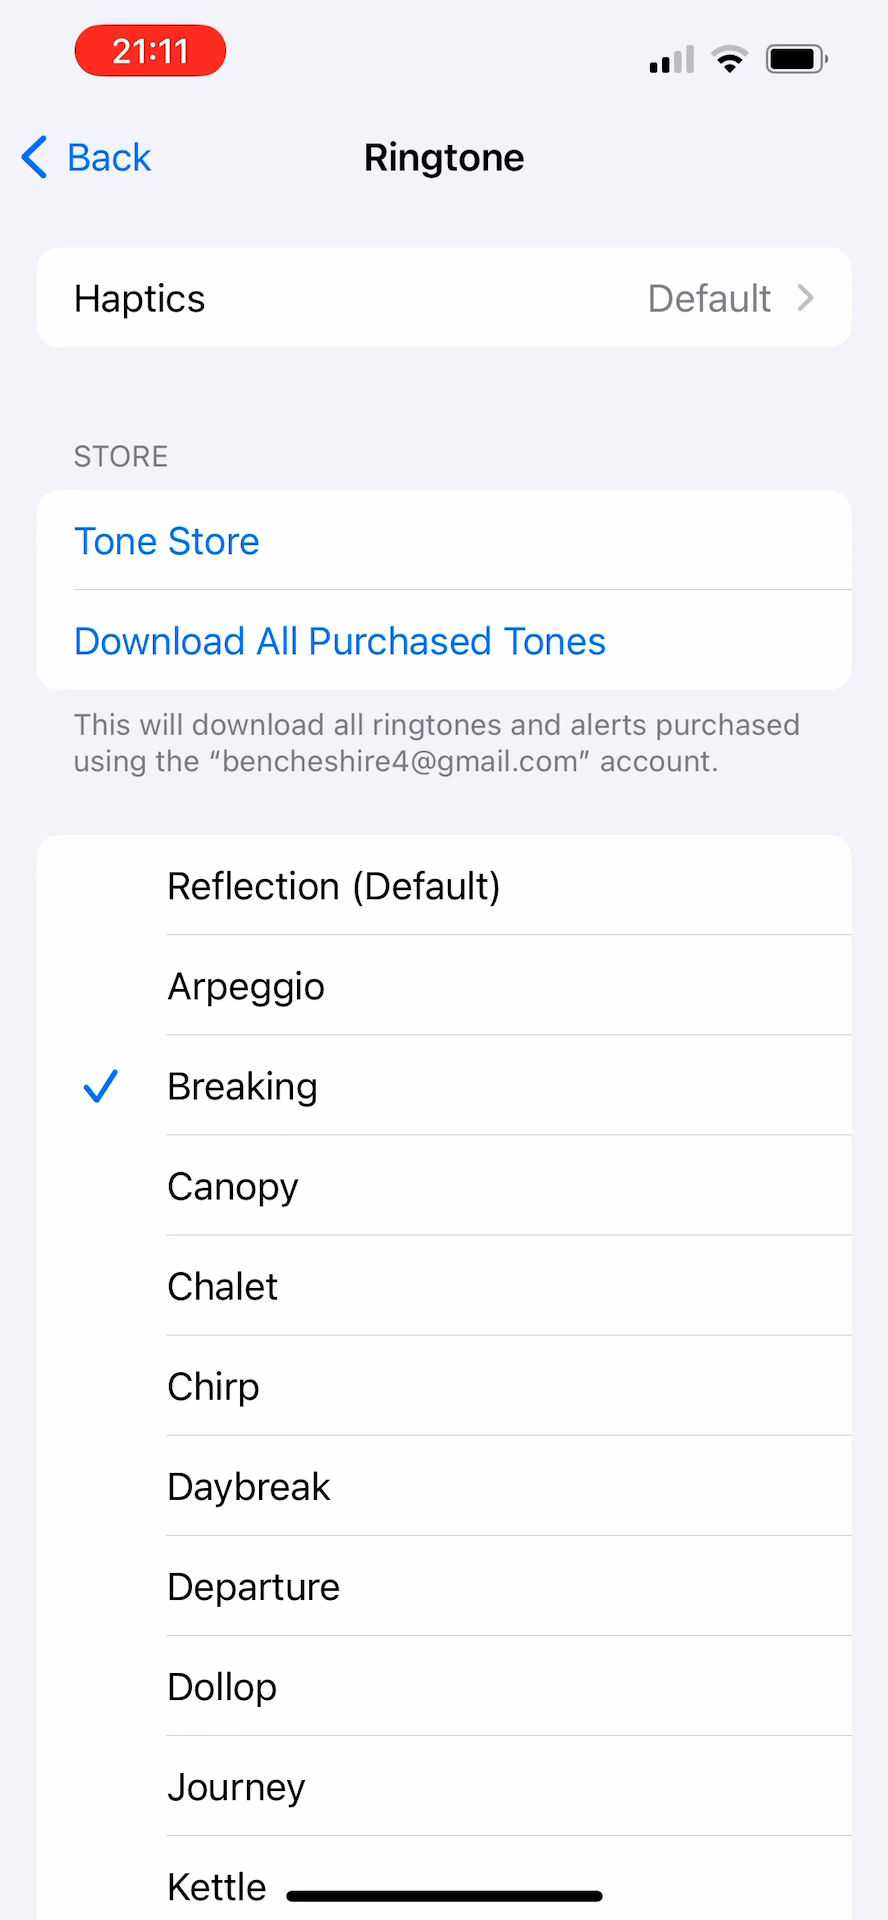 21:11
Back
Ringtone
Haptics
Default
STORE
Tone Store
Download All Purchased Tones
This will download all ringtones and alerts purchased
using the “bencheshire4@gmail.com” account.
Reflection (Default)
Arpeggio
Breaking
Canopy
Chalet
Chirp
Daybreak
Departure
Dollop
Journey
Kettle